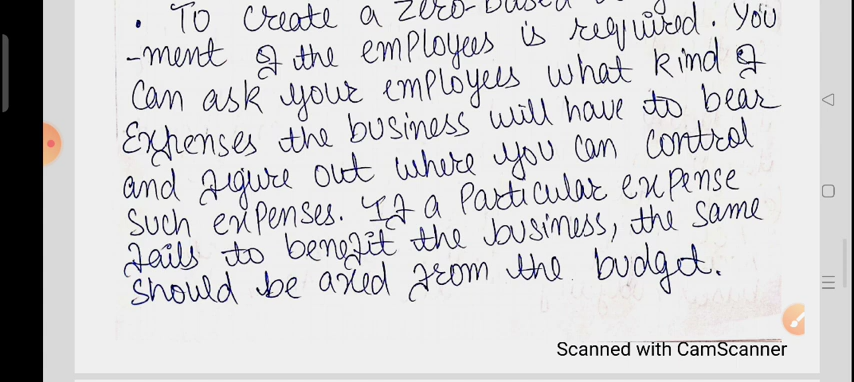 • To create a zero-based
-ment of the employees is required. You
can ask your employees what kind of
Expenses the business will have to bear
and figure out where you can control
such expenses. If a Particular expense
fails to benefit the business, the same
should be axed from the budget.
Scanned with CamScanner